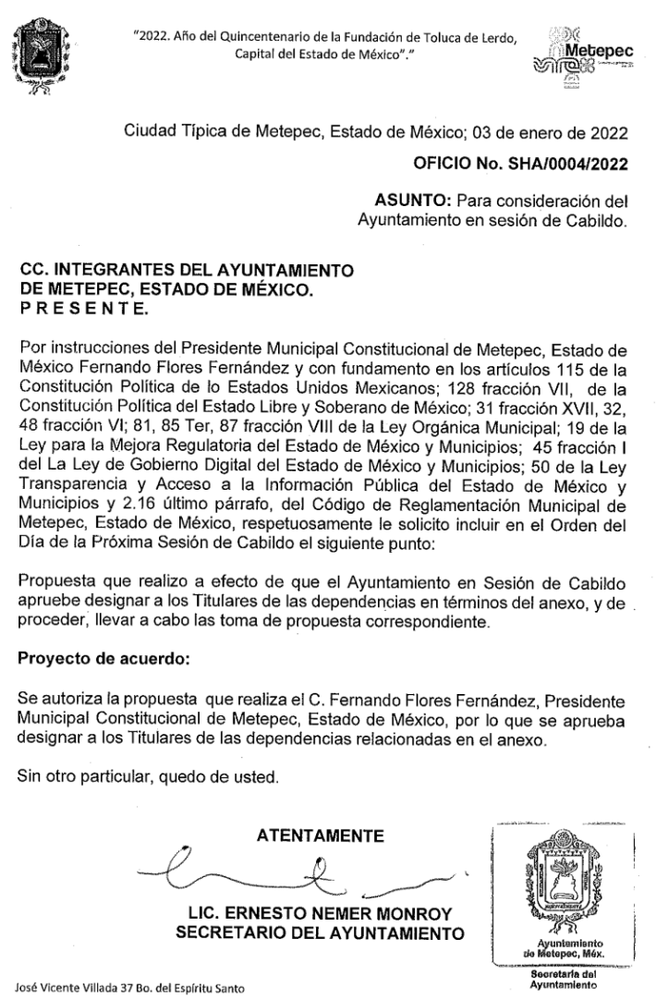 "2022. Año del Quincentenario de la Fundación de Toluca de Lerdo,
Capital del Estado de México"."
Metepec
Ciudad Típica de Metepec, Estado de México; 03 de enero de 2022
OFICIO No. SHA/0004/2022
ASUNTO: Para consideración del
Ayuntamiento en sesión de Cabildo.
CC. INTEGRANTES DEL AYUNTAMIENTO
DE METEPEC, ESTADO DE MÉXICO.
P R E S E N T E.
Por instrucciones del Presidente Municipal Constitucional de Metepec, Estado de
México Fernando Flores Fernández y con fundamento en los artículos 115 de la
Constitución Política de lo Estados Unidos Mexicanos; 128 fracción VII, de la
Constitución Política del Estado Libre y Soberano de México; 31 fracción XVII, 32,
48 fracción VI; 81, 85 Ter, 87 fracción VIII de la Ley Orgánica Municipal; 19 de la
Ley para la Mejora Regulatoria del Estado de México y Municipios; 45 fracción I
del La Ley de Gobierno Digital del Estado de México y Municipios; 50 de la Ley
Transparencia y Acceso a la Información Pública del Estado de México y
Municipios y 2.16 último párrafo, del Código de Reglamentación Municipal de
Metepec, Estado de México, respetuosamente le solicito incluir en el Orden del
Día de la Próxima Sesión de Cabildo el siguiente punto:
Propuesta que realizo a efecto de que el Ayuntamiento en Sesión de Cabildo
apruebe designar a los Titulares de las dependencias en términos del anexo, y de
proceder, llevar a cabo las toma de propuesta correspondiente.
Proyecto de acuerdo:
Se autoriza la propuesta que realiza el C. Fernando Flores Fernández, Presidente
Municipal Constitucional de Metepec, Estado de México, por lo que se aprueba
designar a los Titulares de las dependencias relacionadas en el anexo.
Sin otro particular, quedo de usted.
ATENTAMENTE
LIC. ERNESTO NEMER MONROY
SECRETARIO DEL AYUNTAMIENTO
Ayuntamiento
de Metepec, Méx.
Secretaría del
Ayuntamiento
José Vicente Villada 37 Bo. del Espíritu Santo